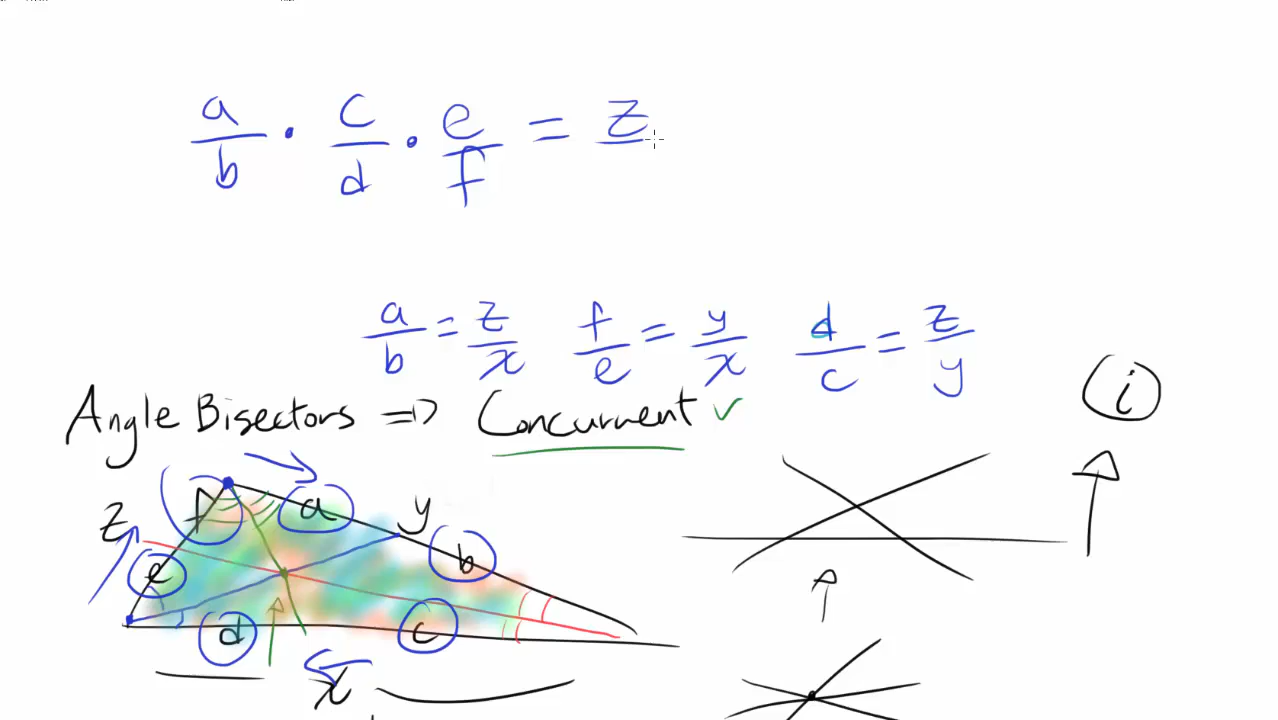 a/b · c/d · e/f = z
a/b = z/x f/e = y/x d/c = z/y
Angle Bisectors => Concurrent ✓
i
z f a y
e b
d c
x